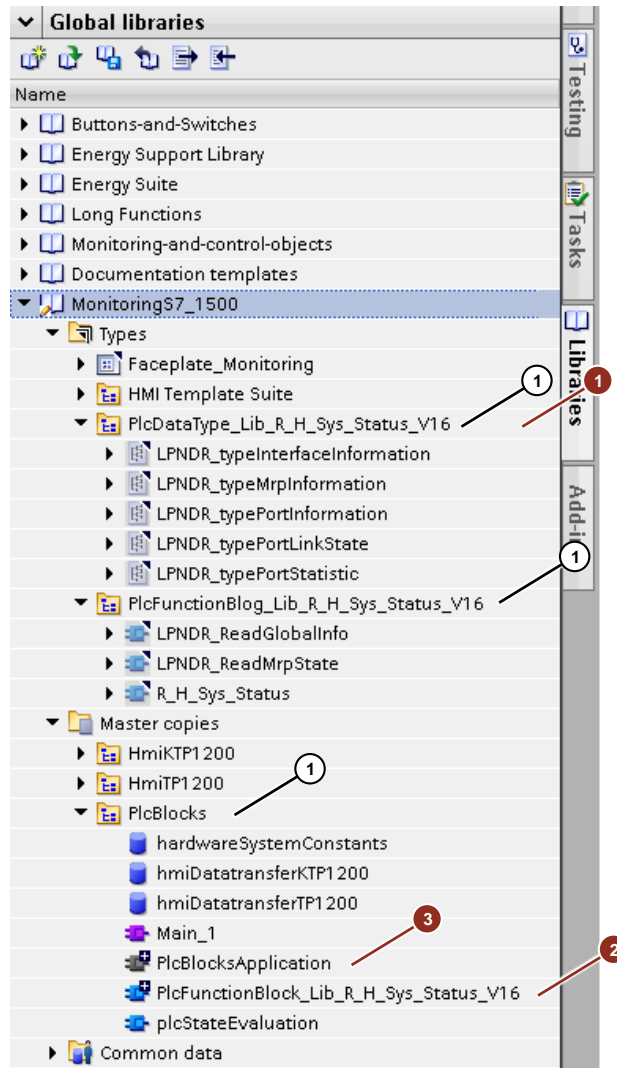 Global libraries
Name
Buttons-and-Switches
Energy Support Library
Energy Suite
Long Functions
Monitoring-and-control-objects
Documentation templates
MonitoringS7_1500
Types
Faceplate_Monitoring
HMI Template Suite
1
1
PlcDataType_Lib_R_H_Sys_Status_V16
LPNDR_typeInterfaceInformation
LPNDR_typeMrpInformation
LPNDR_typePortInformation
LPNDR_typePortLinkState
1
LPNDR_typePortStatistic
PlcFunctionBlog_Lib_R_H_Sys_Status_V16
LPNDR_ReadGlobalInfo
LPNDR_ReadMrpState
R_H_Sys_Status
Master copies
HmiKTP1200
1
HmiTP1200
PlcBlocks
hardwareSystemConstants
hmiDatatransferKTP1200
hmiDatatransferTP1200
3
Main_1
2
PlcBlocksApplication
PlcFunctionBlock_Lib_R_H_Sys_Status_V16
plcStateEvaluation
Common data
Testing
Tasks
Libraries
Add-i